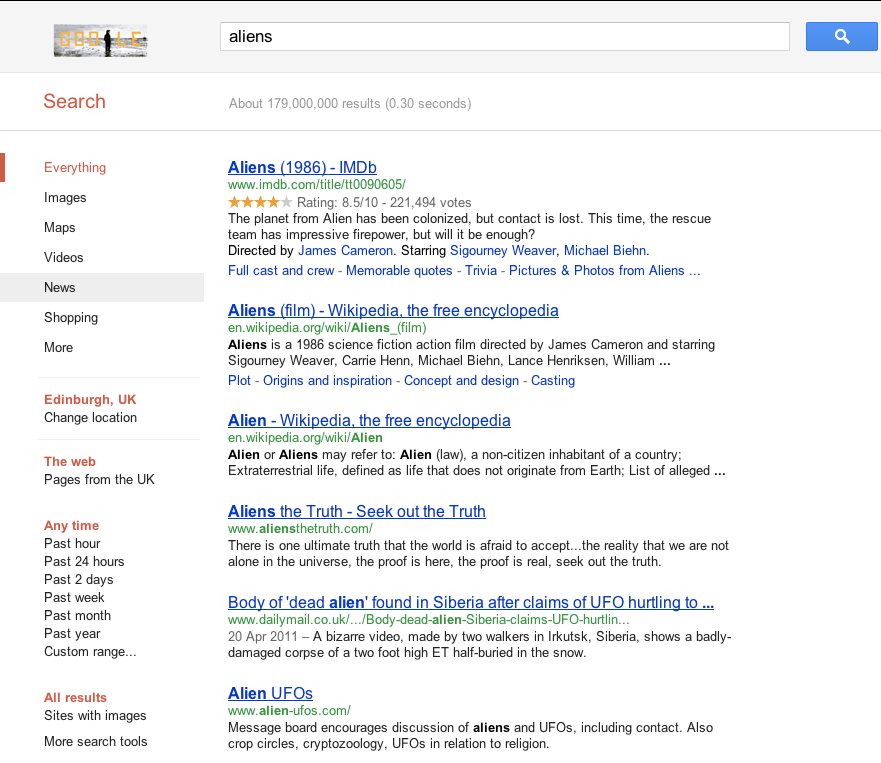 GOO LE
aliens
Search
About 179,000,000 results (0.30 seconds)
Everything
Images
Maps
Videos
News
Shopping
More
Edinburgh, UK
Change location
The web
Pages from the UK
Any time
Past hour
Past 24 hours
Past 2 days
Past week
Past month
Past year
Custom range...
All results
Sites with images
More search tools
Aliens (1986) - IMDb
www.imdb.com/title/tt0090605/
Rating: 8.5/10 - 221,494 votes
The planet from Alien has been colonized, but contact is lost. This time, the rescue
team has impressive firepower, but will it be enough?
Directed by James Cameron. Starring Sigourney Weaver, Michael Biehn.
Full cast and crew - Memorable quotes - Trivia - Pictures & Photos from Aliens ...
Aliens (film) - Wikipedia, the free encyclopedia
en.wikipedia.org/wiki/Aliens_(film)
Aliens is a 1986 science fiction action film directed by James Cameron and starring
Sigourney Weaver, Carrie Henn, Michael Biehn, Lance Henriksen, William ...
Plot - Origins and inspiration - Concept and design - Casting
Alien - Wikipedia, the free encyclopedia
en.wikipedia.org/wiki/Alien
Alien or Aliens may refer to: Alien (law), a non-citizen inhabitant of a country;
Extraterrestrial life, defined as life that does not originate from Earth; List of alleged ...
Aliens the Truth - Seek out the Truth
www.aliensthetruth.com/
There is one ultimate truth that the world is afraid to accept...the reality that we are not
alone in the universe, the proof is here, the proof is real, seek out the truth.
Body of 'dead alien' found in Siberia after claims of UFO hurtling to ...
www.dailymail.co.uk/.../Body-dead-alien-Siberia-claims-UFO-hurtlin...
20 Apr 2011 – A bizarre video, made by two walkers in Irkutsk, Siberia, shows a badly-
damaged corpse of a two foot high ET half-buried in the snow.
Alien UFOs
www.alien-ufos.com/
Message board encourages discussion of aliens and UFOs, including contact. Also
crop circles, cryptozoology, UFOs in relation to religion.